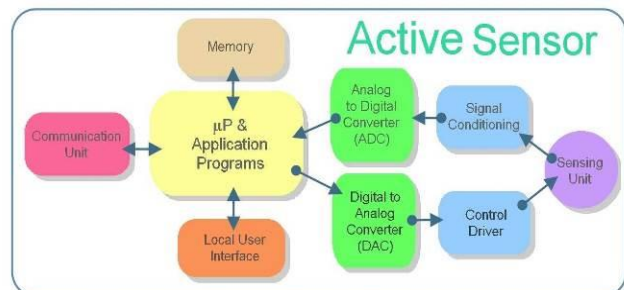 Active Sensor
Memory
Communication
Unit
μP &
Application
Programs
Local User
Interface
Analog
to Digital
Converter
(ADC)
Signal
Conditioning
Sensing
Unit
Digital to
Analog
Converter
(DAC)
Control
Driver